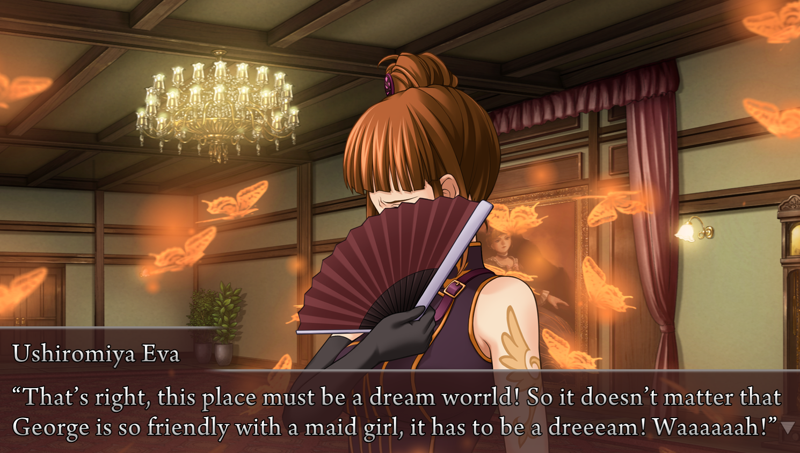 Ushiromiya Eva
“That’s right, this place must be a dream worrld! So it doesn’t matter that
George is so friendly with a maid girl, it has to be a dreeeam! Waaaaaah!”